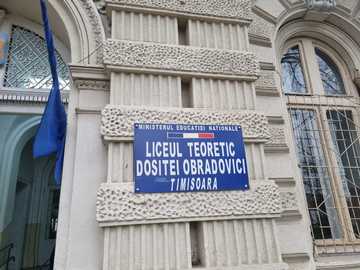 "MINISTERUL EDUCAȚIEI NAȚIONALE"
LICEUL TEORETIC
DOSITEI OBRADOVICI
TIMIȘOARA